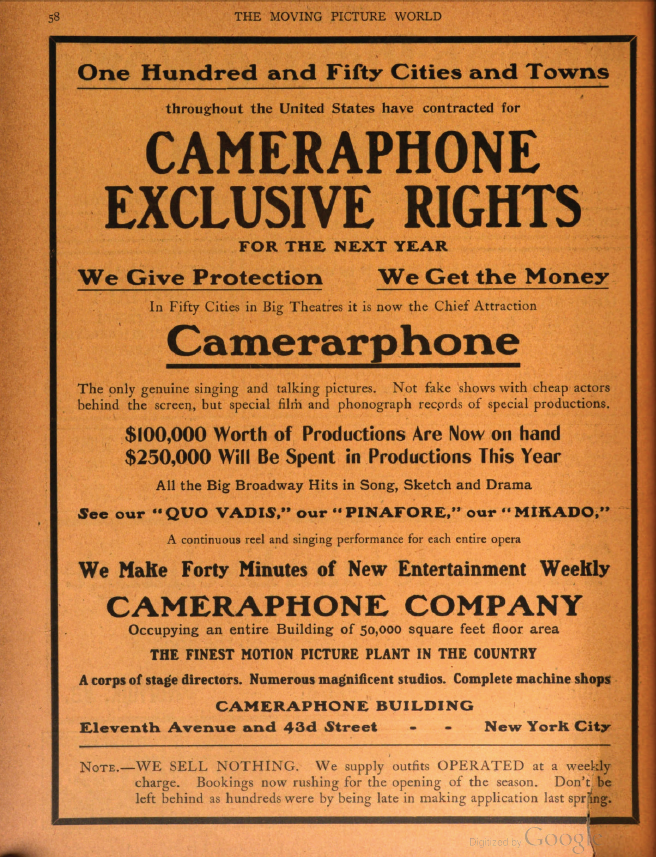 58 THE MOVING PICTURE WORLD
One Hundred and Fifty Cities and Towns
throughout the United States have contracted for
CAMERAPHONE
EXCLUSIVE RIGHTS
FOR THE NEXT YEAR
We Give Protection We Get the Money
In Fifty Cities in Big Theatres it is now the Chief Attraction
Camerarphone
The only genuine singing and talking pictures. Not fake shows with cheap actors
behind the screen, but special film and phonograph records of special productions.
$100,000 Worth of Productions Are Now on hand
$250,000 Will Be Spent in Productions This Year
All the Big Broadway Hits in Song, Sketch and Drama
See our "QUO VADIS," our "PINAFORE," our "MIKADO,"
A continuous reel and singing performance for each entire opera
We Make Forty Minutes of New Entertainment Weekly
CAMERAPHONE COMPANY
Occupying an entire Building of 50,000 square feet floor area
THE FINEST MOTION PICTURE PLANT IN THE COUNTRY
A corps of stage directors. Numerous magnificent studios. Complete machine shops
CAMERAPHONE BUILDING
Eleventh Avenue and 43d Street - - New York City
NOTE.—WE SELL NOTHING. We supply outfits OPERATED at a weekly
charge. Bookings now rushing for the opening of the season. Don't be
left behind as hundreds were by being late in making application last spring.
Digitized by Google